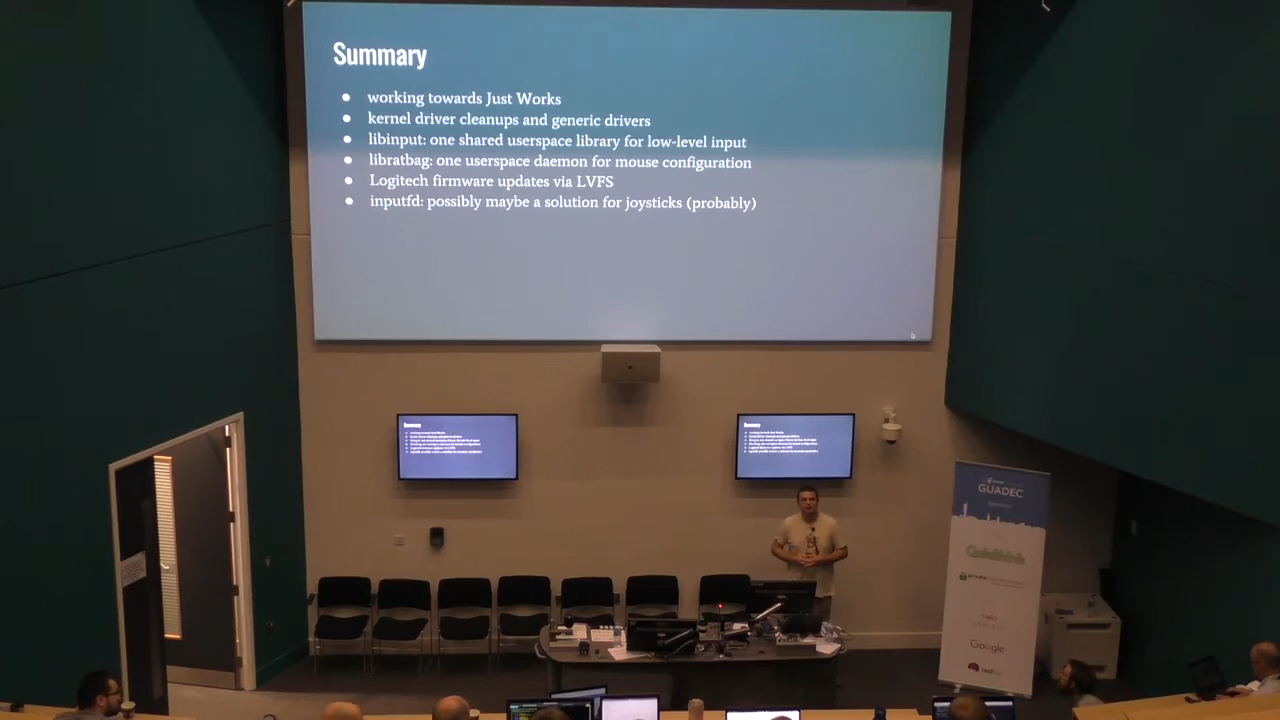 Summary
working towards Just Works
kernel driver cleanups and generic drivers
libinput: one shared userspace library for low-level input
libratbag: one userspace daemon for mouse configuration
Logitech firmware updates via LVFS
inputfd: possibly maybe a solution for joysticks (probably)
Summary
Summary
GUADEC
Google